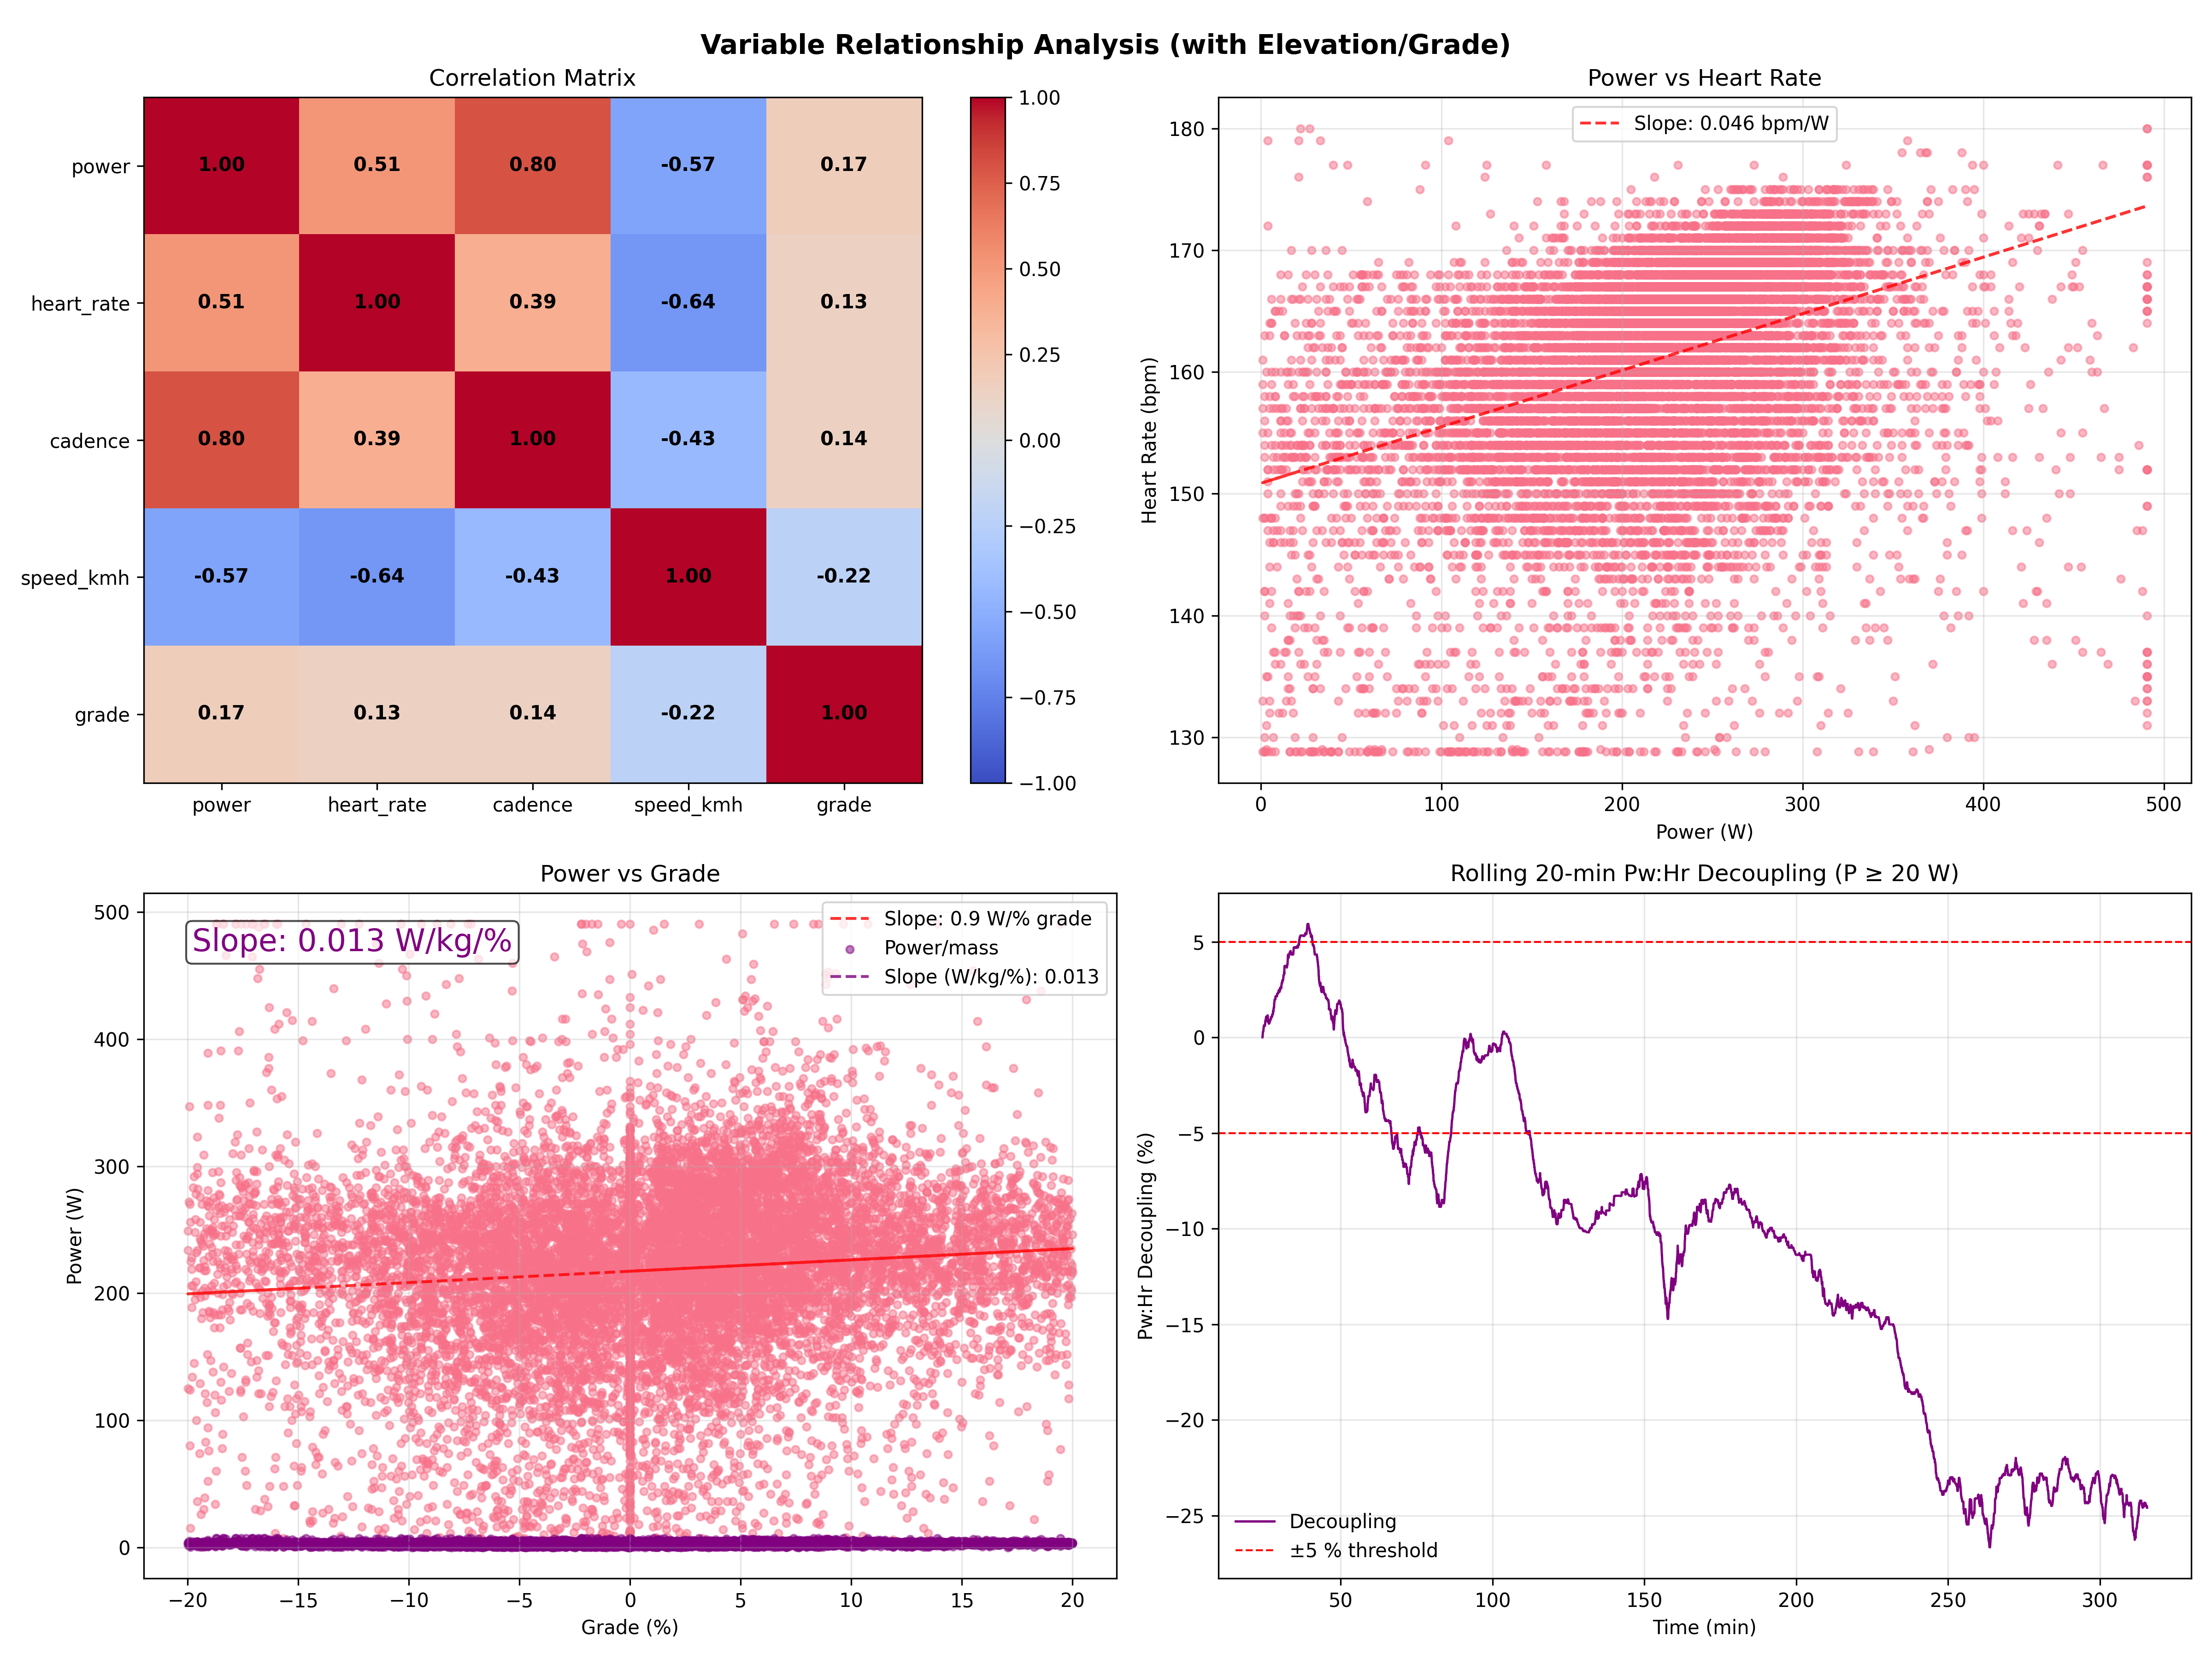 Variable Relationship Analysis (with Elevation/Grade)
Correlation Matrix
power
heart_rate
cadence
speed_kmh
grade
1.00 0.51 0.80 -0.57 0.17
0.51 1.00 0.39 -0.64 0.13
0.80 0.39 1.00 -0.43 0.14
-0.57 -0.64 -0.43 1.00 -0.22
0.17 0.13 0.14 -0.22 1.00
power heart_rate cadence speed_kmh grade
1.00
0.75
0.50
0.25
0.00
−0.25
−0.50
−0.75
−1.00
Power vs Heart Rate
Slope: 0.046 bpm/W
Heart Rate (bpm)
180
170
160
150
140
130
0 100 200 300 400 500
Power (W)
Power vs Grade
Slope: 0.013 W/kg/%
Slope: 0.9 W/% grade
Power/mass
Slope (W/kg/%): 0.013
Power (W)
500
400
300
200
100
0
−20 −15 −10 −5 0 5 10 15 20
Grade (%)
Rolling 20-min Pw:Hr Decoupling (P ≥ 20 W)
Pw:Hr Decoupling (%)
5
0
−5
−10
−15
−20
−25
Decoupling
±5 % threshold
50 100 150 200 250 300
Time (min)